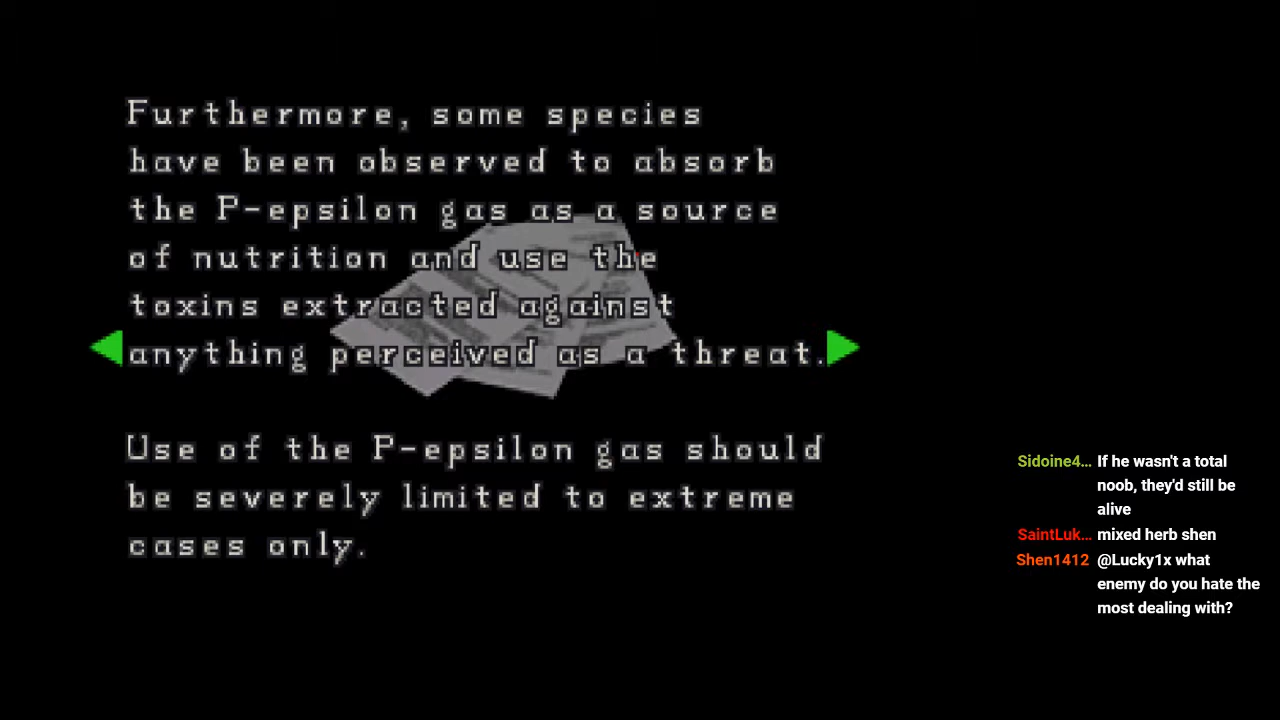 Furthermore, some species
have been observed to absorb
the P-epsilon gas as a source
of nutrition and use the
toxins extracted against
anything perceived as a threat.
Use of the P-epsilon gas should
be severely limited to extreme
cases only.
Sidoine4... If he wasn't a total
noob, they'd still be
alive
SaintLuk... mixed herb shen
Shen1412 @Lucky1x what
enemy do you hate the
most dealing with?